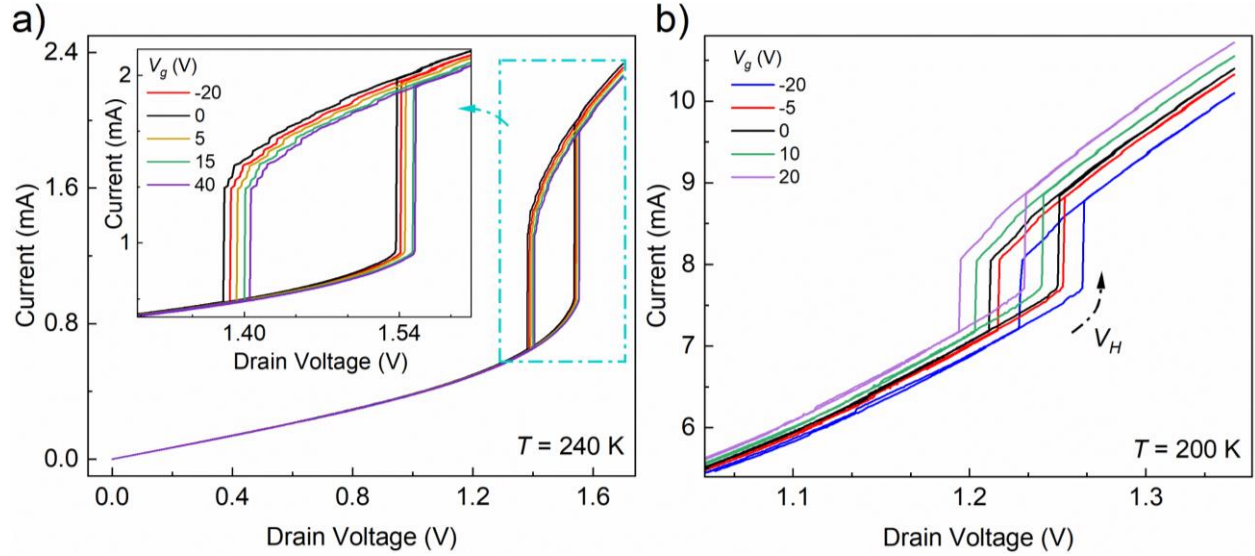 a)
2.4
1.6
0.8
0.0
Current (mA)
0.0 0.4 0.8 1.2 1.6
Drain Voltage (V)
T = 240 K
V_g (V)
-20
0
5
15
40
2
1
Current (mA)
1.40 1.54
Drain Voltage (V)
b)
V_g (V)
-20
-5
0
10
20
10
9
8
7
6
Current (mA)
V_H
T = 200 K
1.1 1.2 1.3
Drain Voltage (V)